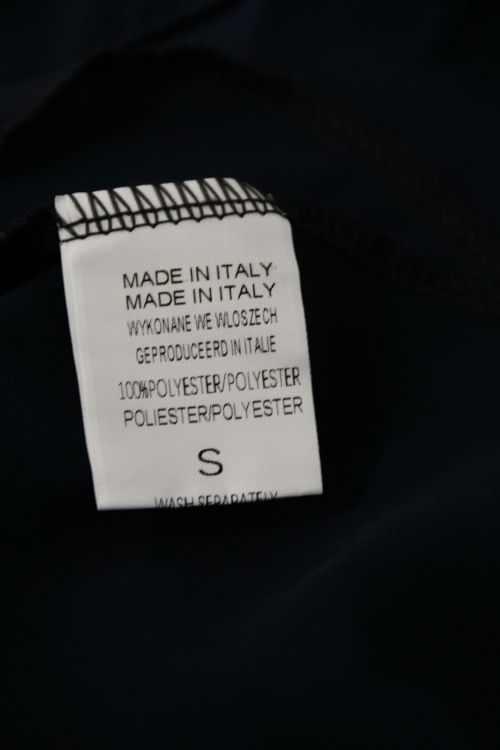 MADE IN ITALY
MADE IN ITALY
WYKONANE WE WLOSZECH
GEPRODUCEERD IN ITALIE
100%POLYESTER/POLYESTER
POLIESTER/POLYESTER
S
WASH SEPARATELY